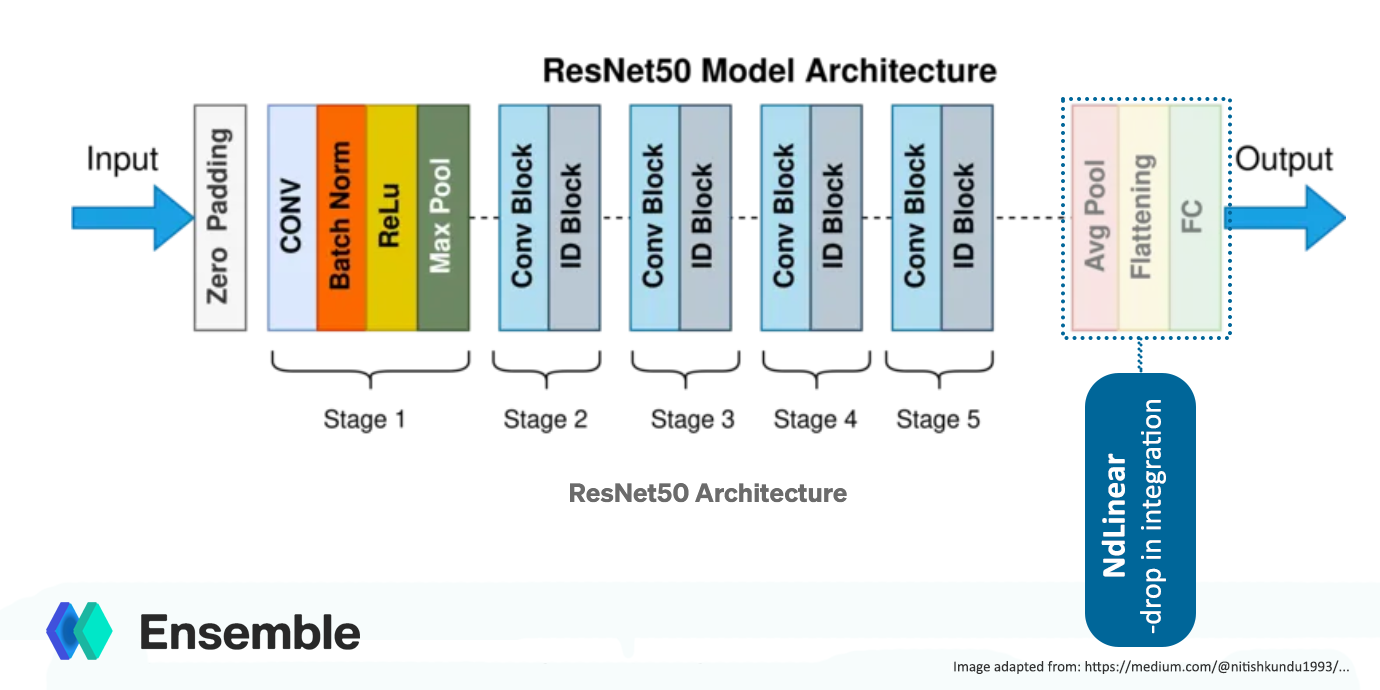 ResNet50 Model Architecture
Input
Zero Padding
CONV
Batch Norm
ReLu
Max Pool
Conv Block
ID Block
Conv Block
ID Block
Conv Block
ID Block
Conv Block
ID Block
Avg Pool
Flattening
FC
Output
Stage 1
Stage 2
Stage 3
Stage 4
Stage 5
NdLinear
-drop in integration
ResNet50 Architecture
Ensemble
Image adapted from: https://medium.com/@nitishkundu1993/...